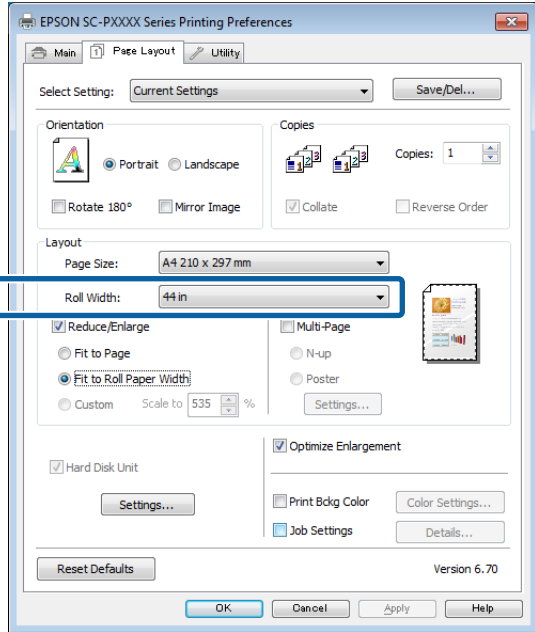 EPSON SC-PXXXX Series Printing Preferences
Main Page Layout Utility
Select Setting: Current Settings Save/Del...
Orientation
Portrait Landscape
Rotate 180° Mirror Image
Copies
Copies: 1
Collate Reverse Order
Layout
Page Size: A4 210 x 297 mm
Roll Width: 44 in
Reduce/Enlarge
Fit to Page
Fit to Roll Paper Width
Custom Scale to 535 %
Multi-Page
N-up
Poster
Settings...
Hard Disk Unit
Settings...
Optimize Enlargement
Print Bckg Color Color Settings...
Job Settings Details...
Reset Defaults Version 6.70
OK Cancel Apply Help